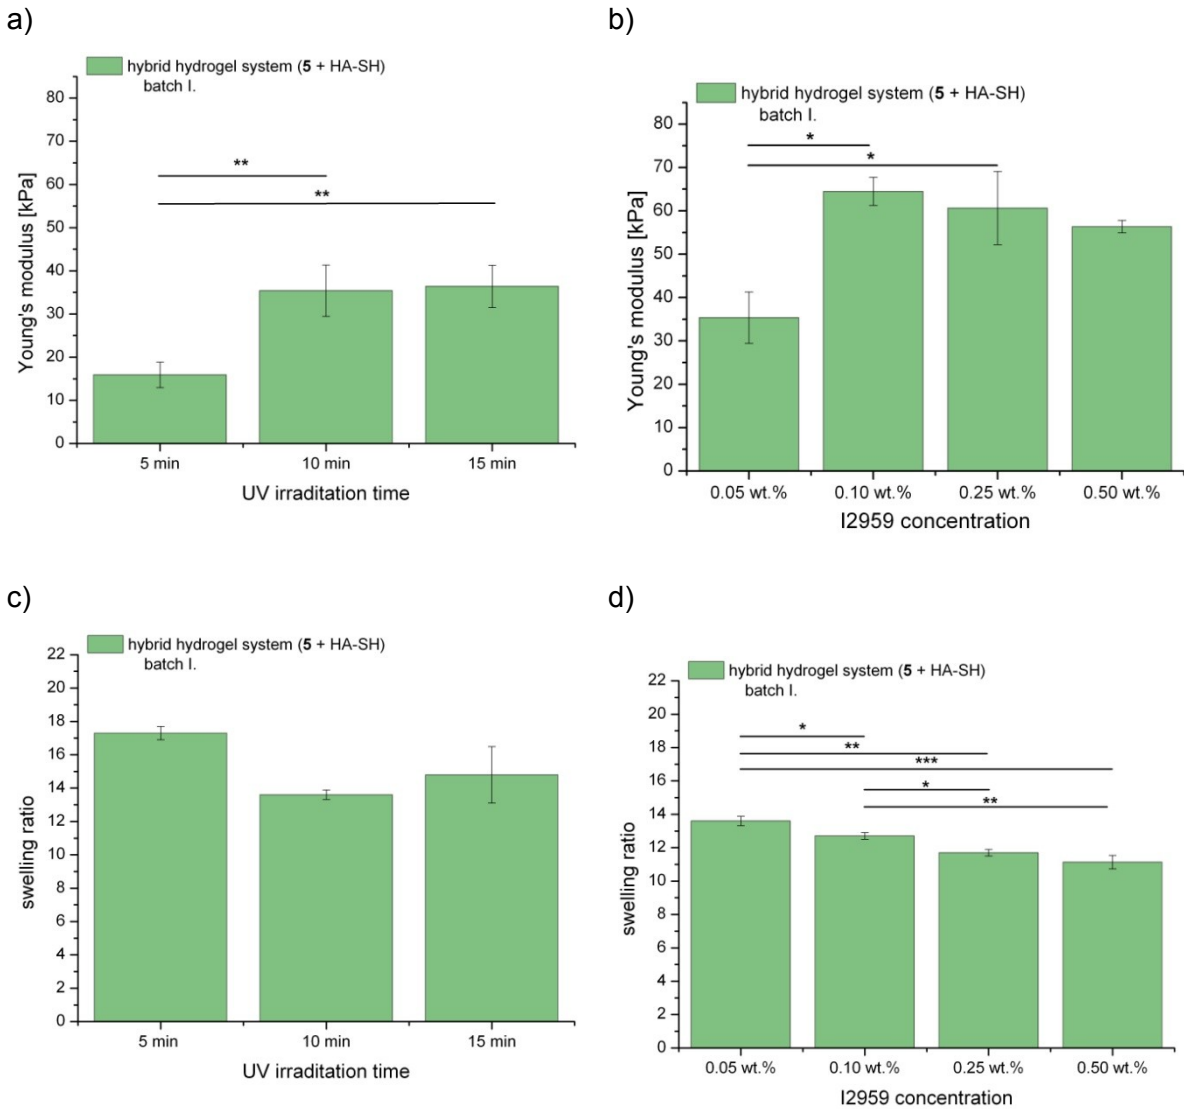 a)
hybrid hydrogel system (5 + HA-SH)
batch I.
Young's modulus [kPa]
80
70
60
50
40
30
20
10
0
**
**
5 min 10 min 15 min
UV irraditation time
b)
hybrid hydrogel system (5 + HA-SH)
batch I.
Young's modulus [kPa]
80
70
60
50
40
30
20
10
0
*
*
0.05 wt.% 0.10 wt.% 0.25 wt.% 0.50 wt.%
I2959 concentration
c)
hybrid hydrogel system (5 + HA-SH)
batch I.
swelling ratio
22
20
18
16
14
12
10
8
6
4
2
0
5 min 10 min 15 min
UV irraditation time
d)
hybrid hydrogel system (5 + HA-SH)
batch I.
swelling ratio
22
20
18
16
14
12
10
8
6
4
2
0
*
**
***
*
**
0.05 wt.% 0.10 wt.% 0.25 wt.% 0.50 wt.%
I2959 concentration